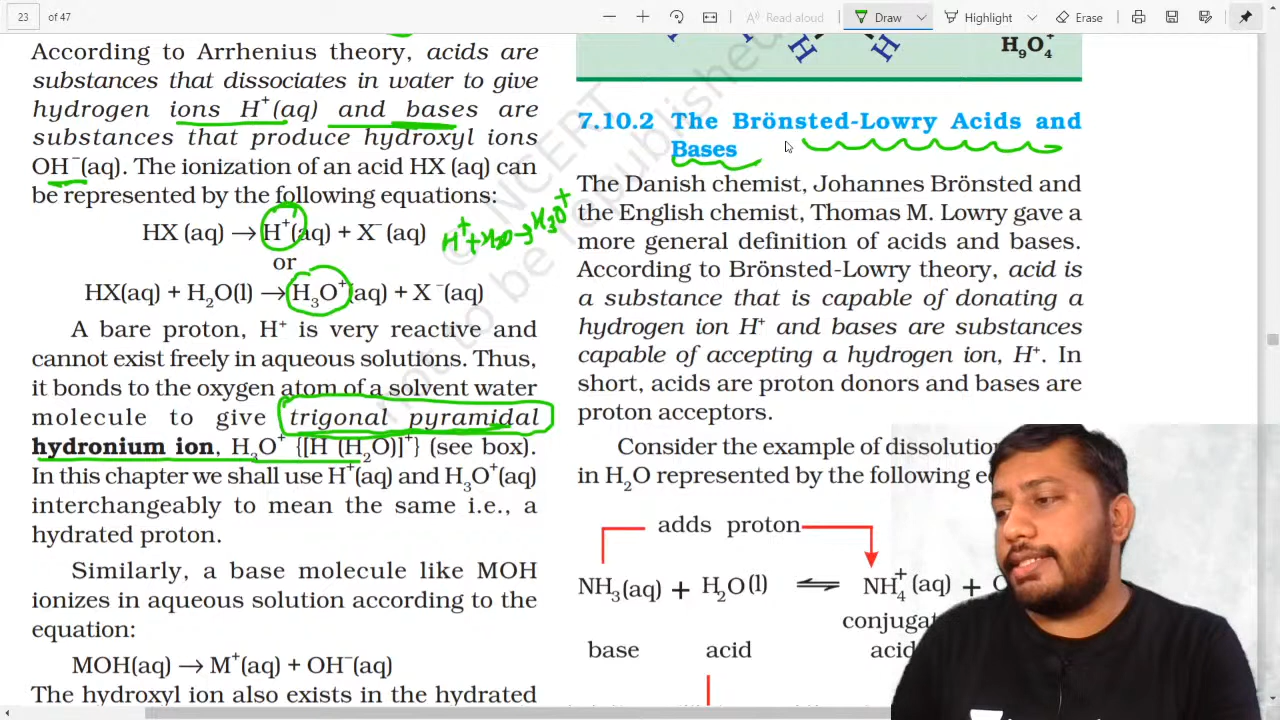 23 of 47
Read aloud
Draw
Highlight
Erase
According to Arrhenius theory, acids are
substances that dissociates in water to give
hydrogen ions H⁺(aq) and bases are
substances that produce hydroxyl ions
OH⁻(aq). The ionization of an acid HX (aq) can
be represented by the following equations:
HX (aq) → H⁺(aq) + X⁻ (aq)
H⁺+H₂O→H₃O⁺
or
HX(aq) + H₂O(l) → H₃O⁺(aq) + X ⁻(aq)
A bare proton, H⁺ is very reactive and
cannot exist freely in aqueous solutions. Thus,
it bonds to the oxygen atom of a solvent water
molecule to give trigonal pyramidal
hydronium ion, H₃O⁺ {[H (H₂O)]⁺} (see box).
In this chapter we shall use H⁺(aq) and H₃O⁺(aq)
interchangeably to mean the same i.e., a
hydrated proton.
Similarly, a base molecule like MOH
ionizes in aqueous solution according to the
equation:
MOH(aq) → M⁺(aq) + OH⁻(aq)
The hydroxyl ion also exists in the hydrated
H
H
H₉O₄⁺
7.10.2 The Brönsted-Lowry Acids and
Bases
The Danish chemist, Johannes Brönsted and
the English chemist, Thomas M. Lowry gave a
more general definition of acids and bases.
According to Brönsted-Lowry theory, acid is
a substance that is capable of donating a
hydrogen ion H⁺ and bases are substances
capable of accepting a hydrogen ion, H⁺. In
short, acids are proton donors and bases are
proton acceptors.
Consider the example of dissolution
in H₂O represented by the following
adds proton
NH₃(aq) + H₂O(l) ⇌ NH₄⁺(aq) +
base acid
© NCERT
not to be republished